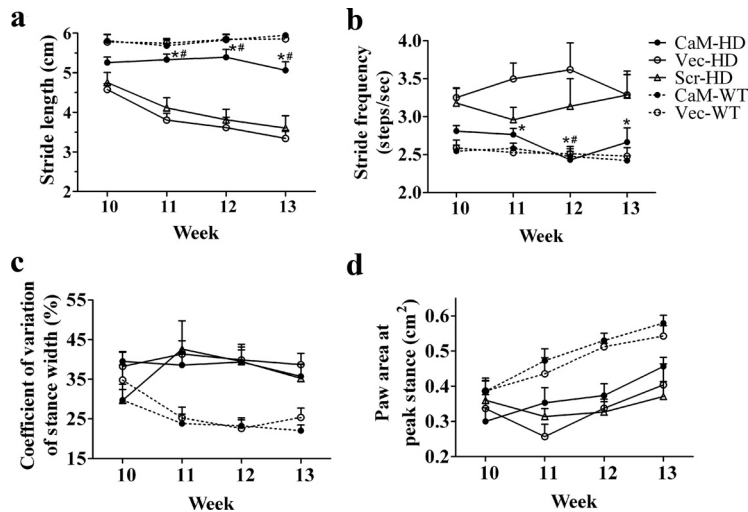 a
Stride length (cm)
6
5
4
3
2
*#
*#
*#
10 11 12 13
Week
b
Stride frequency
(steps/sec)
4.0
3.5
3.0
2.5
2.0
*
*#
*
10 11 12 13
Week
CaM-HD
Vec-HD
Scr-HD
CaM-WT
Vec-WT
c
Coefficient of variation
of stance width (%)
55
45
35
25
15
10 11 12 13
Week
d
Paw area at
peak stance (cm²)
0.6
0.5
0.4
0.3
0.2
10 11 12 13
Week